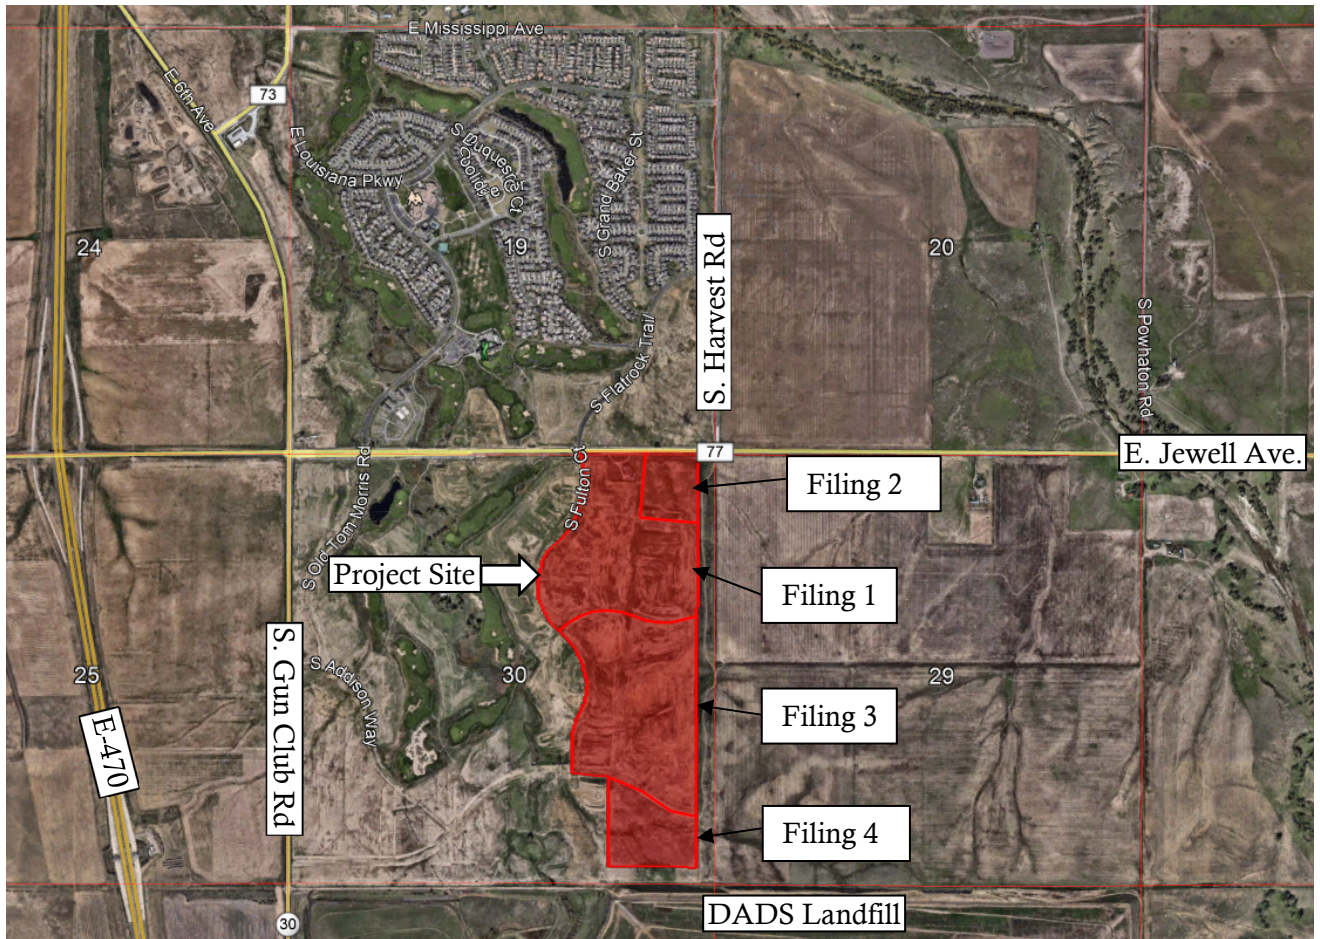 E Mississippi Ave
E 6th Ave
73
E Louisiana Pkwy
S Duquesne
Coolidge
Ct
S Grand Baker St
24
19
20
S. Harvest Rd
S Powhaton Rd
S Flatrock Trail
77
E. Jewell Ave.
S Fulton Ct
S Old Tom Morris Rd
Filing 2
Project Site
Filing 1
S. Gun Club Rd
S Addison Way
25
30
29
E-470
Filing 3
Filing 4
DADS Landfill
30